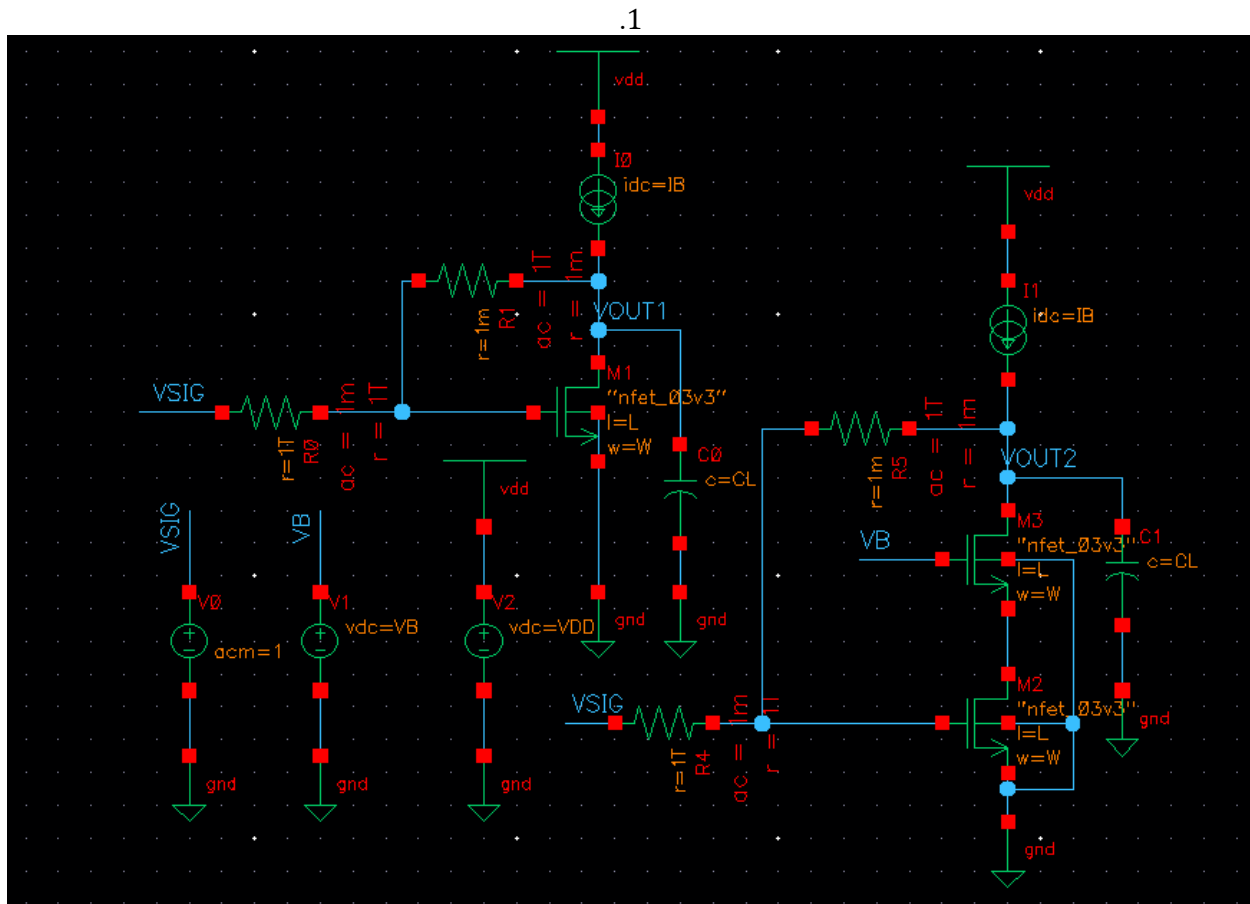 .1
vdd
I0
idc=IB
vdd
r=1m
R1
ac = 1T
r = 1m
VOUT1
I1
idc=IB
M1
"nfet_03v3"
l=L
w=W
VSIG
r=1T
R0
ac = 1m
r = 1T
C0
c=CL
r=1m
R5
ac = 1T
r = 1m
VOUT2
vdd
VSIG
VB
VB
M3
"nfet_03v3"
l=L
w=W
C1
c=CL
V0
acm=1
V1
vdc=VB
V2
vdc=VDD
gnd
gnd
VSIG
r=1T
R4
ac = 1m
M2
"nfet_03v3"
l=L
w=W
gnd
gnd
gnd
gnd